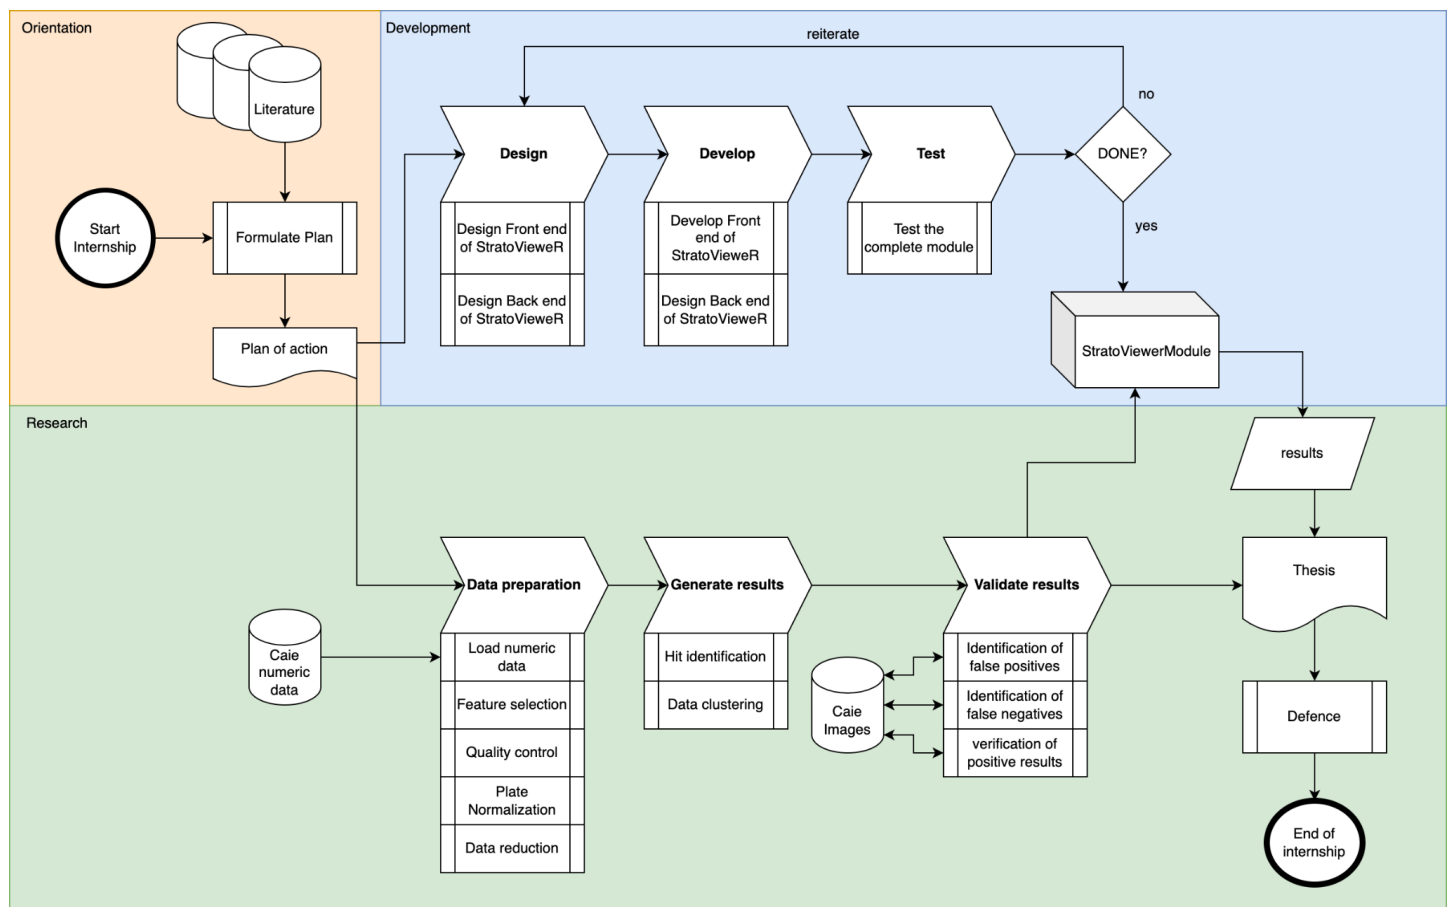 Orientation
Literature
Start
Internship
Formulate Plan
Plan of action
Development
reiterate
Design
Design Front end
of StratoVieweR
Design Back end
of StratoVieweR
Develop
Develop Front
end of
StratoVieweR
Design Back end
of StratoVieweR
Test
Test the
complete module
DONE?
no
yes
StratoViewerModule
Research
Caie
numeric
data
Data preparation
Load numeric
data
Feature selection
Quality control
Plate
Normalization
Data reduction
Generate results
Hit identification
Data clustering
Caie
Images
Validate results
Identification of
false positives
Identification of
false negatives
verification of
positive results
results
Thesis
Defence
End of
internship